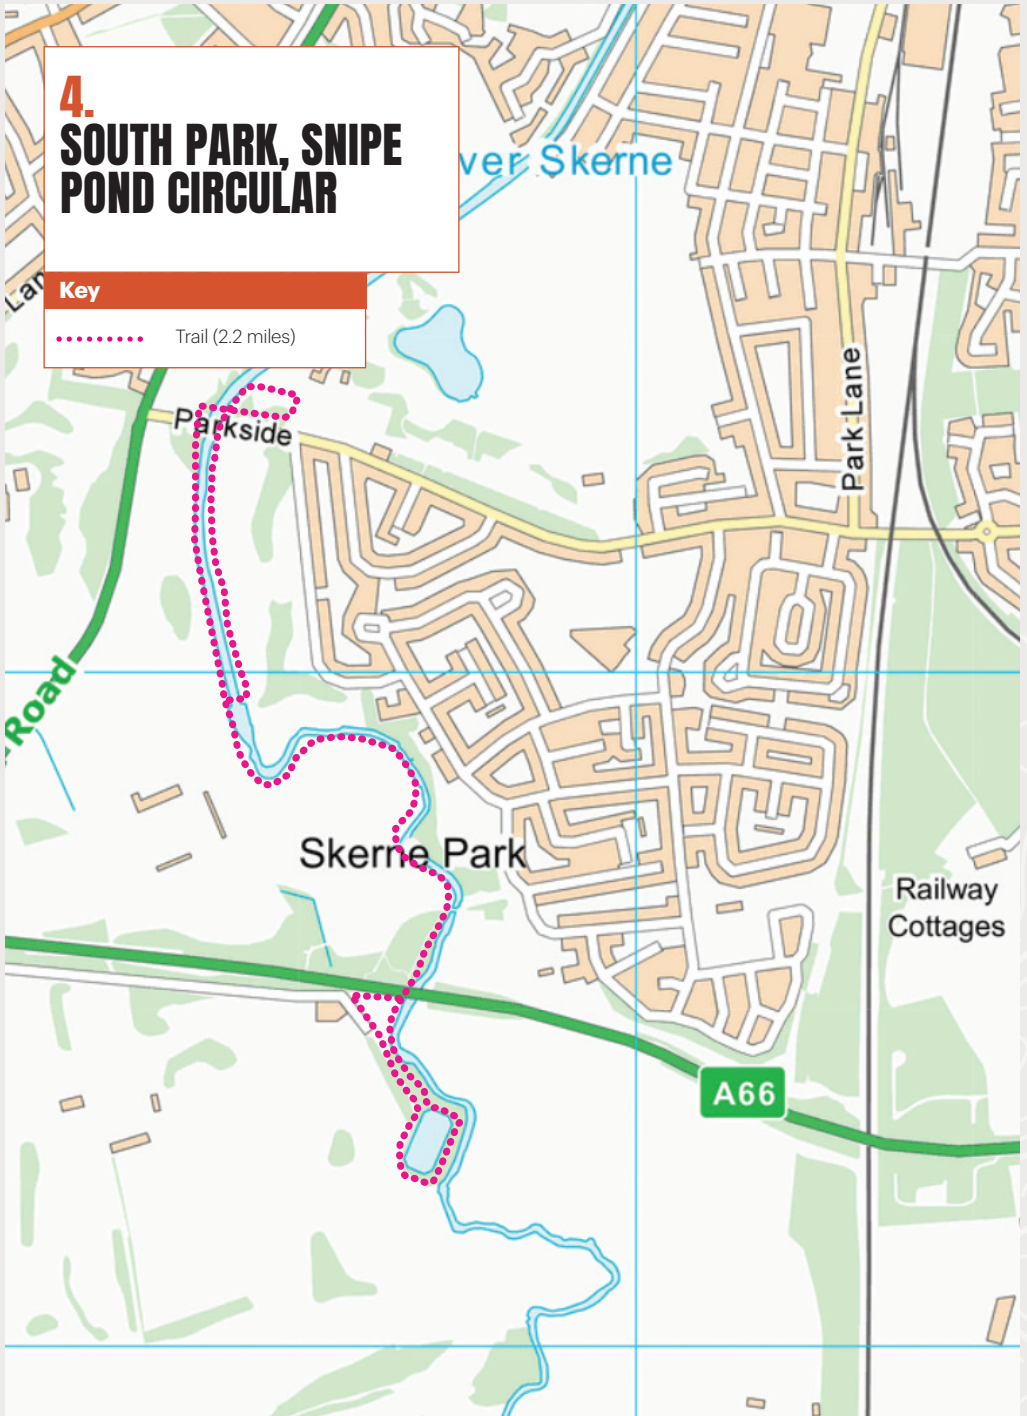 4.
SOUTH PARK, SNIPE
POND CIRCULAR
ver Skerne
Key
Lan
Trail (2.2 miles)
Parkside
Park Lane
Road
Skerne Park
Railway
Cottages
A66